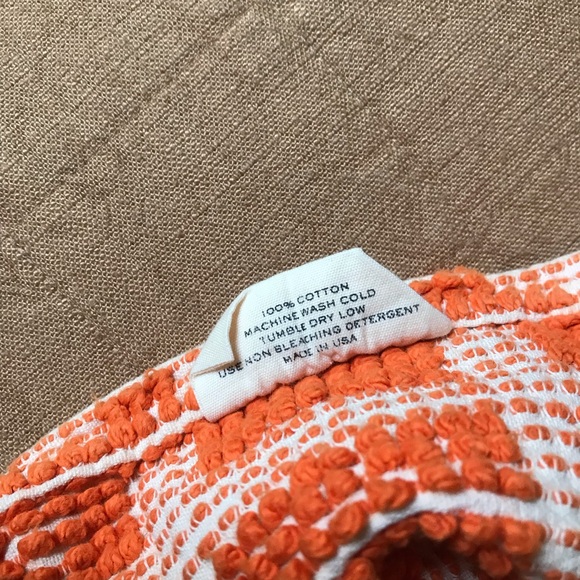 100% COTTON
MACHINE WASH COLD
TUMBLE DRY LOW
USE NON BLEACHING DETERGENT
MADE IN USA